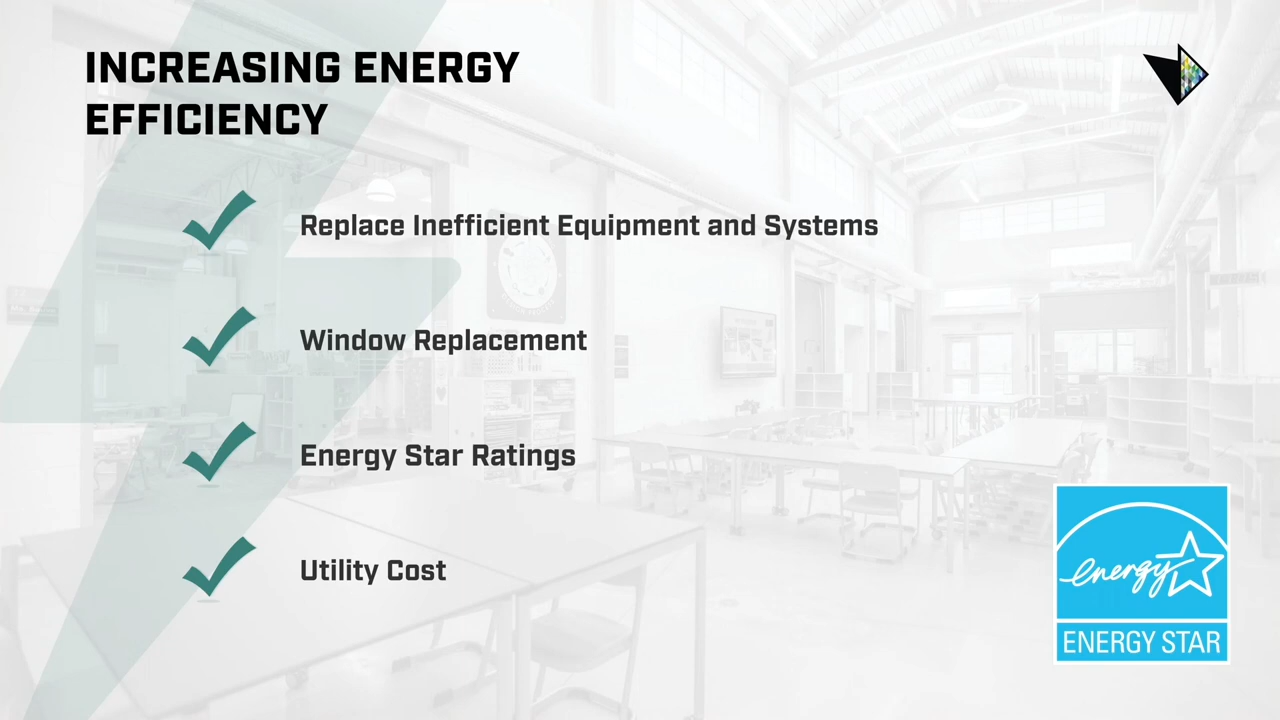 INCREASING ENERGY
EFFICIENCY
Replace Inefficient Equipment and Systems
Window Replacement
Energy Star Ratings
Utility Cost
energy
ENERGY STAR